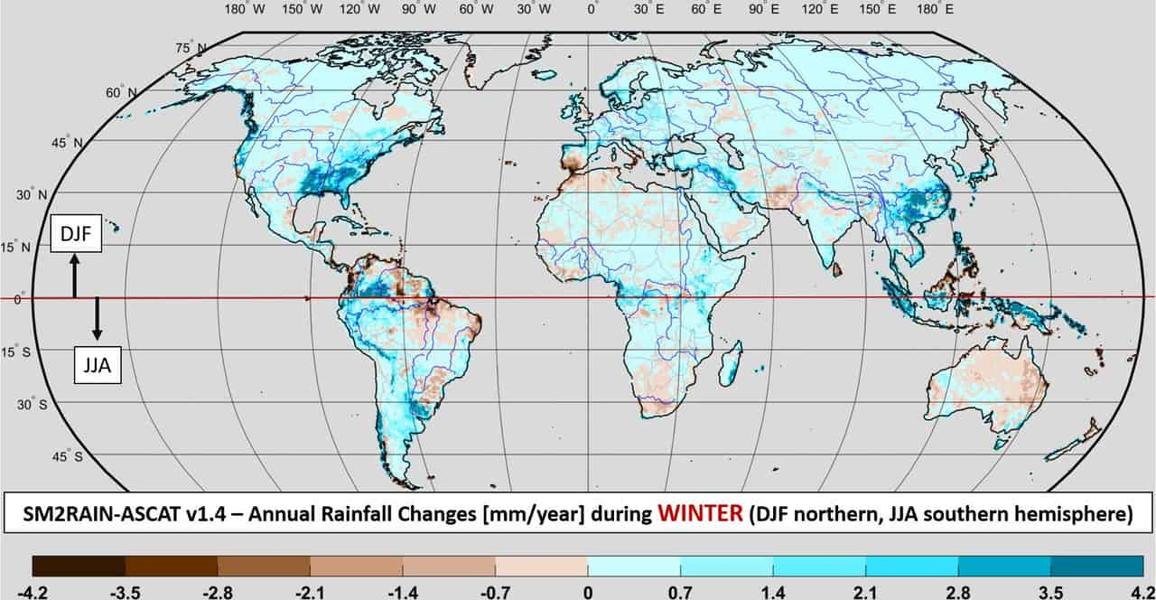 180° W 150° W 120° W 90° W 60° W 30° W 0° 30° E 60° E 90° E 120° E 150° E 180° E
75° N
60° N
45° N
30° N
DJF
15° N
0°
15° S
JJA
30° S
45° S
SM2RAIN-ASCAT v1.4 – Annual Rainfall Changes [mm/year] during WINTER (DJF northern, JJA southern hemisphere)
-4.2 -3.5 -2.8 -2.1 -1.4 -0.7 0 0.7 1.4 2.1 2.8 3.5 4.2